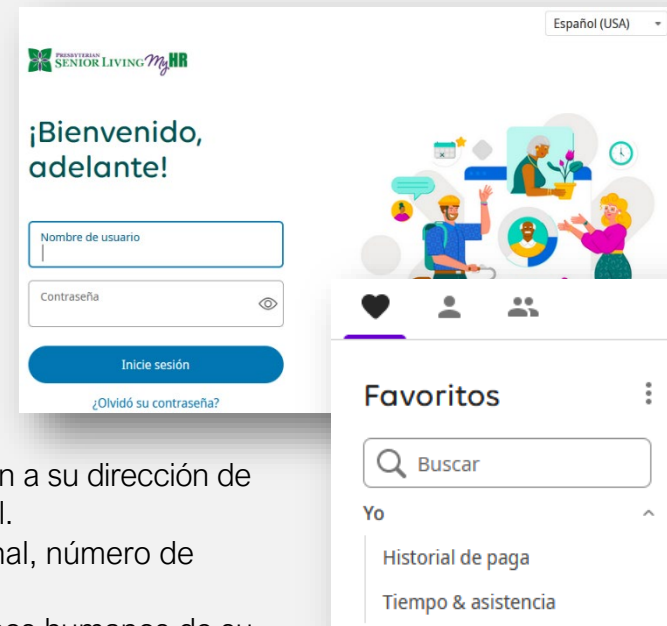 Español (USA)
PRESBYTERIAN
SENIOR LIVING MyHR
¡Bienvenido,
adelante!
Nombre de usuario
Contraseña
Inicie sesión
¿Olvidó su contraseña?
Favoritos
Buscar
Yo
Historial de paga
Tiempo & asistencia
n a su dirección de
l.
nal, número de